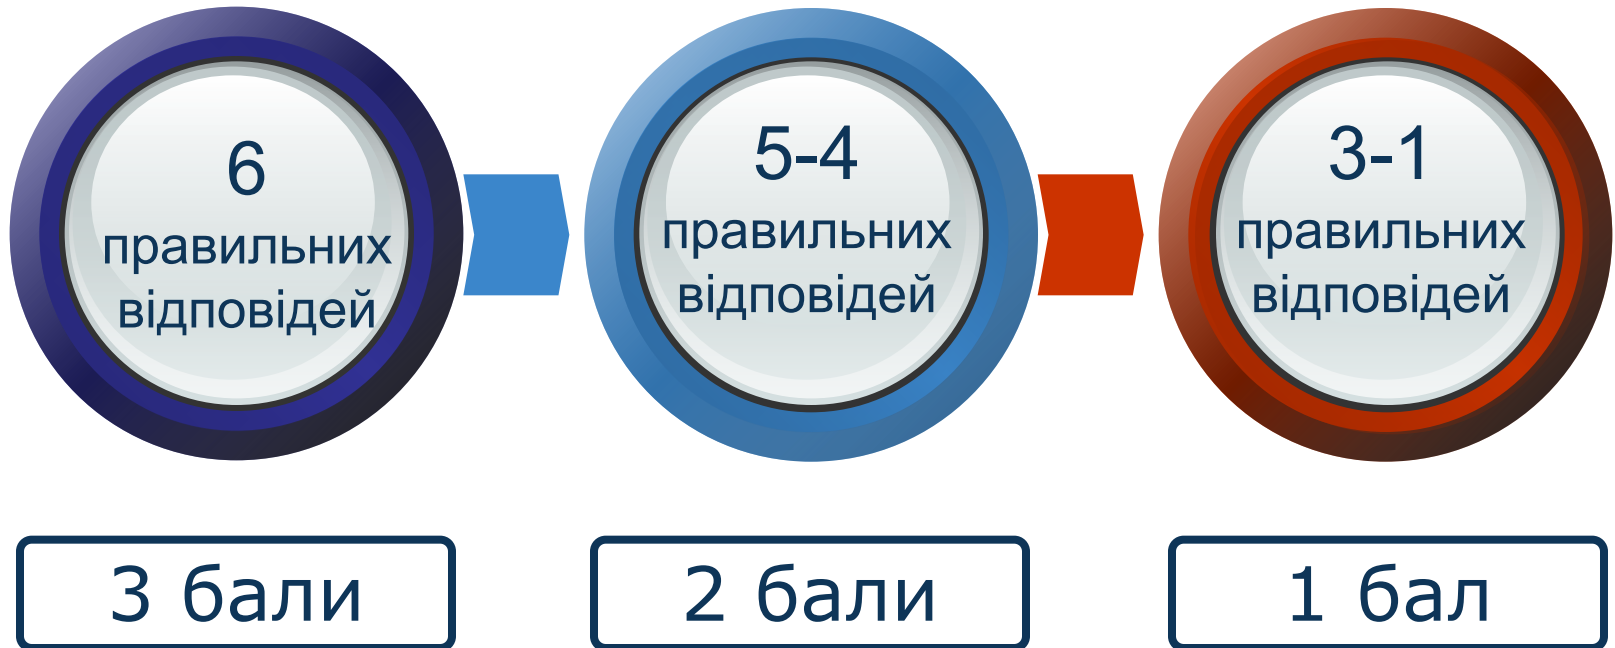 6
правильних
відповідей
5-4
правильних
відповідей
3-1
правильних
відповідей
3 бали
2 бали
1 бал